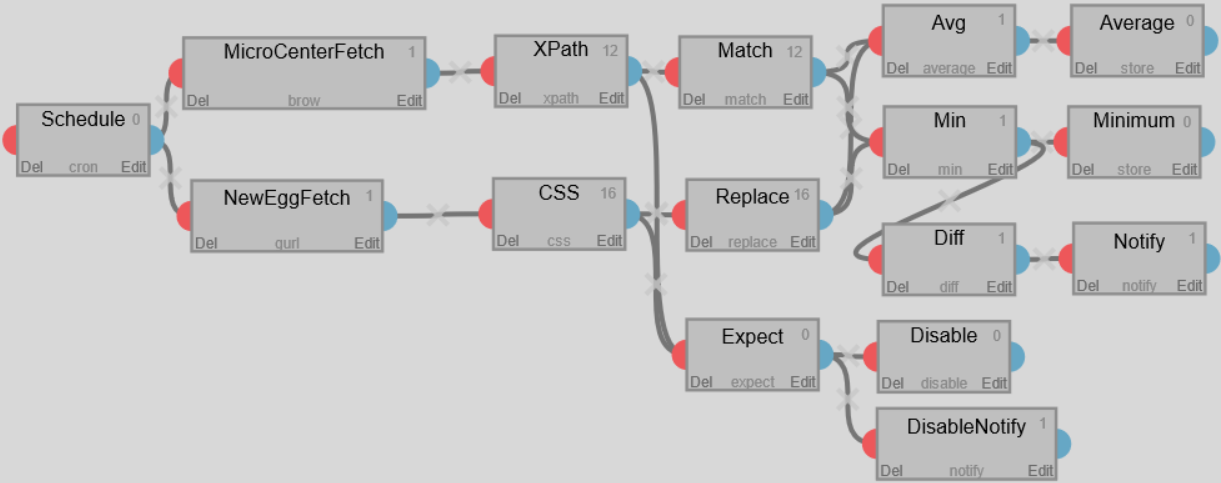 Schedule 0
Del cron Edit
MicroCenterFetch 1
Del brow Edit
NewEggFetch 1
Del qurl Edit
XPath 12
Del xpath Edit
CSS 16
Del css Edit
Match 12
Del match Edit
Replace 16
Del replace Edit
Expect 0
Del expect Edit
Avg 1
Del average Edit
Min 1
Del min Edit
Diff 1
Del diff Edit
Disable 0
Del disable Edit
DisableNotify 1
Del notify Edit
Average 0
Del store Edit
Minimum 0
Del store Edit
Notify 1
Del notify Edit